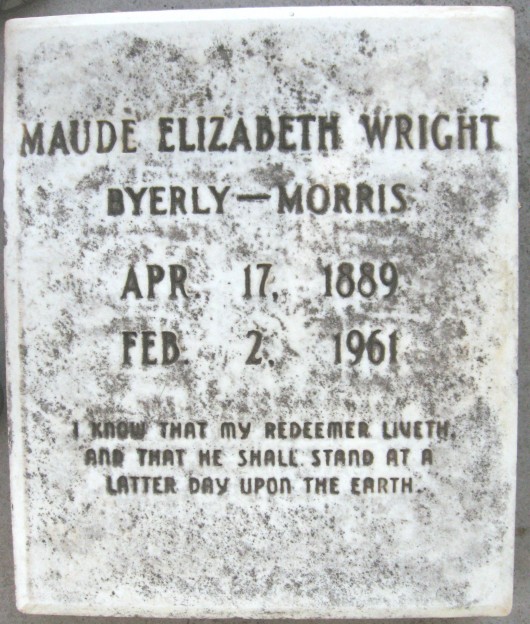 MAUDE ELIZABETH WRIGHT
BYERLY—MORRIS
APR. 17, 1889
FEB. 2, 1961
I KNOW THAT MY REDEEMER LIVETH,
AND THAT HE SHALL STAND AT A
LATTER DAY UPON THE EARTH.